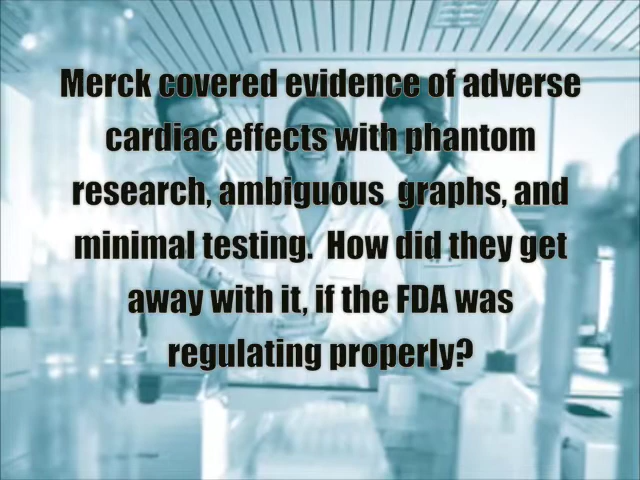 Merck covered evidence of adverse
cardiac effects with phantom
research, ambiguous  graphs, and
minimal testing.  How did they get
away with it, if the FDA was
regulating properly?